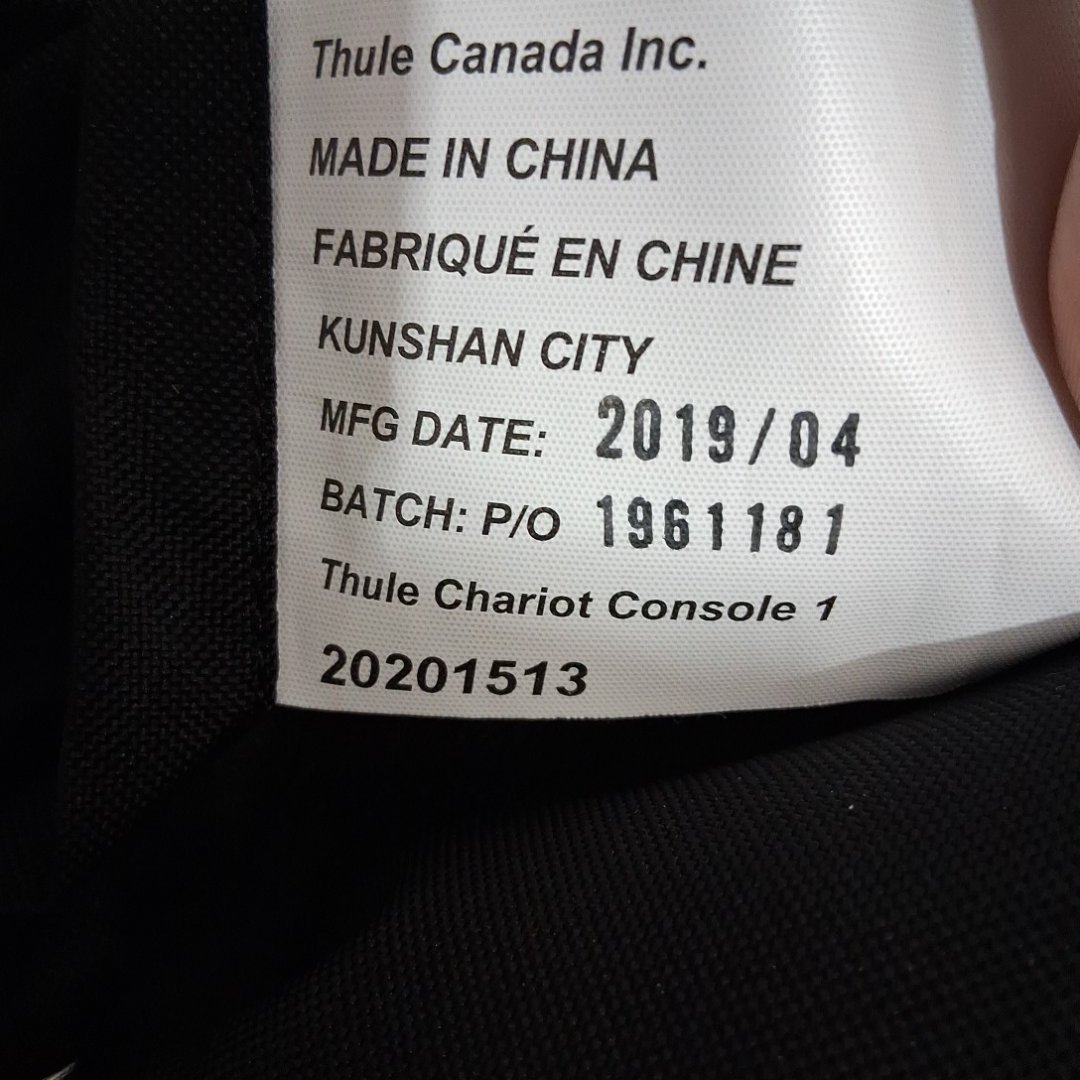 Thule Canada Inc.
MADE IN CHINA
FABRIQUÉ EN CHINE
KUNSHAN CITY
MFG DATE: 2019/04
BATCH: P/O 1961181
Thule Chariot Console 1
20201513